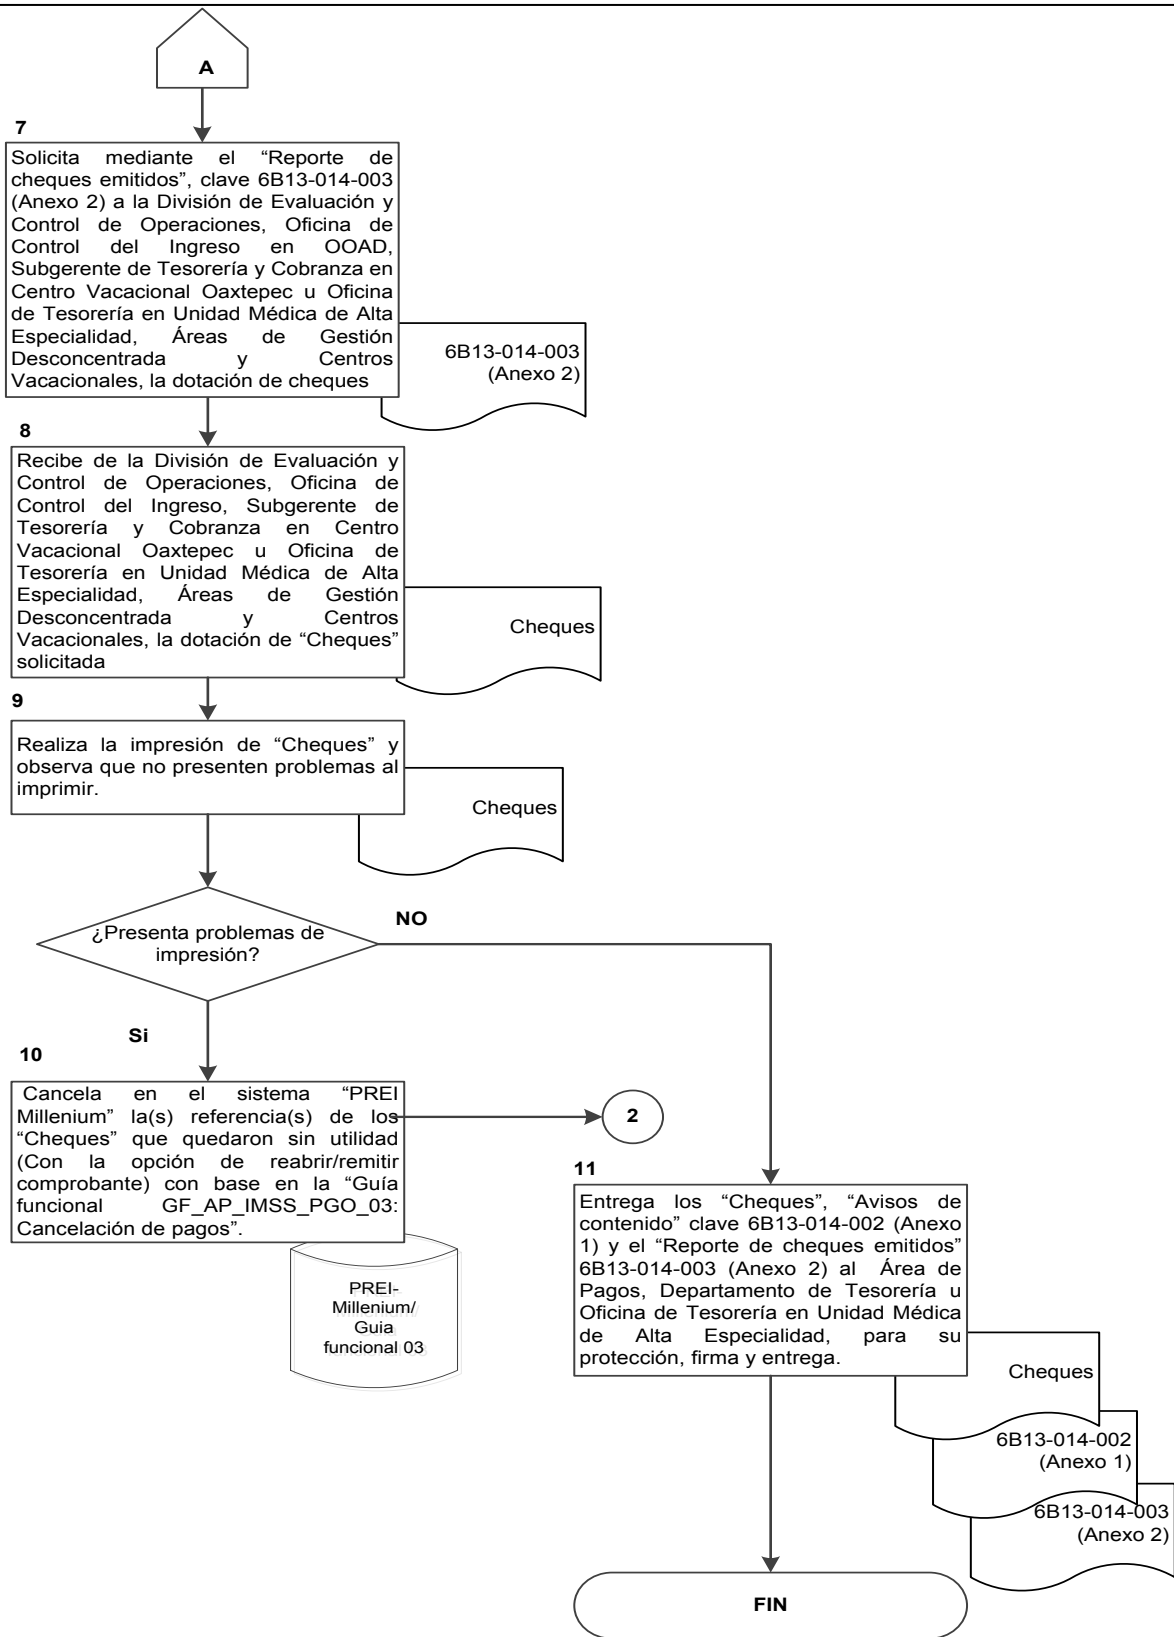 A
7
Solicita mediante el “Reporte de
cheques emitidos”, clave 6B13-014-003
(Anexo 2) a la División de Evaluación y
Control de Operaciones, Oficina de
Control del Ingreso en OOAD,
Subgerente de Tesorería y Cobranza en
Centro Vacacional Oaxtepec u Oficina
de Tesorería en Unidad Médica de Alta
Especialidad, Áreas de Gestión
Desconcentrada y Centros
Vacacionales, la dotación de cheques
6B13-014-003
(Anexo 2)
8
Recibe de la División de Evaluación y
Control de Operaciones, Oficina de
Control del Ingreso, Subgerente de
Tesorería y Cobranza en Centro
Vacacional Oaxtepec u Oficina de
Tesorería en Unidad Médica de Alta
Especialidad, Áreas de Gestión
Desconcentrada y Centros
Vacacionales, la dotación de “Cheques”
solicitada
Cheques
9
Realiza la impresión de “Cheques” y
observa que no presenten problemas al
imprimir.
Cheques
¿Presenta problemas de
impresión?
NO
Si
10
Cancela en el sistema “PREI
Millenium” la(s) referencia(s) de los
“Cheques” que quedaron sin utilidad
(Con la opción de reabrir/remitir
comprobante) con base en la “Guía
funcional GF_AP_IMSS_PGO_03:
Cancelación de pagos”.
2
PREI-
Millenium/
Guia
funcional 03
11
Entrega los “Cheques”, “Avisos de
contenido” clave 6B13-014-002 (Anexo
1) y el “Reporte de cheques emitidos”
6B13-014-003 (Anexo 2) al Área de
Pagos, Departamento de Tesorería u
Oficina de Tesorería en Unidad Médica
de Alta Especialidad, para su
protección, firma y entrega.
Cheques
6B13-014-002
(Anexo 1)
6B13-014-003
(Anexo 2)
FIN